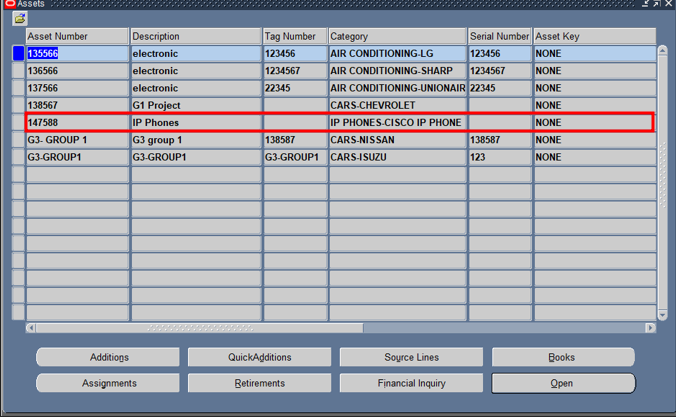 Assets
Asset Number Description Tag Number Category Serial Number Asset Key
135566 electronic 123456 AIR CONDITIONING-LG 123456 NONE
136566 electronic 1234567 AIR CONDITIONING-SHARP 1234567 NONE
137566 electronic 22345 AIR CONDITIONING-UNIONAIR 22345 NONE
138567 G1 Project CARS-CHEVROLET NONE
147588 IP Phones IP PHONES-CISCO IP PHONE NONE
G3- GROUP 1 G3 group 1 138587 CARS-NISSAN 138587 NONE
G3-GROUP1 G3-GROUP1 G3-GROUP1 CARS-ISUZU 123 NONE
Additions QuickAdditions Source Lines Books
Assignments Retirements Financial Inquiry Open